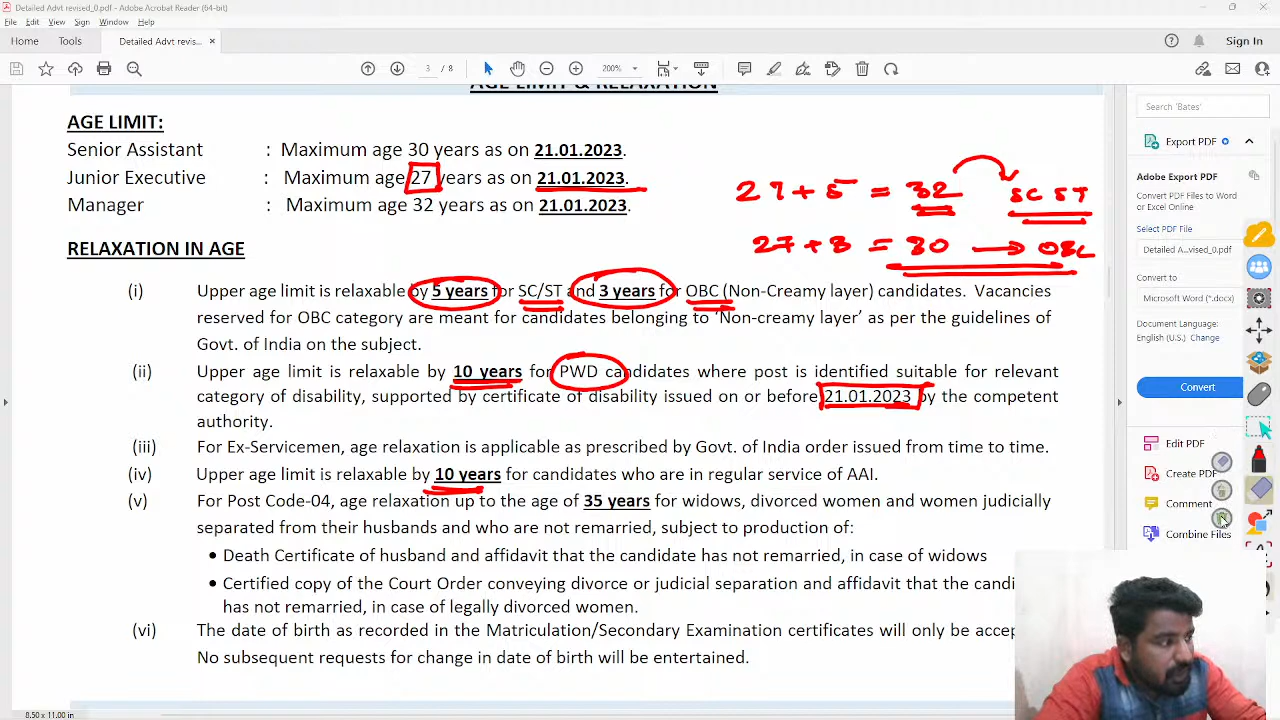 Detailed Advt revised_0.pdf - Adobe Acrobat Reader (64-bit)
File Edit View Sign Window Help
Home Tools Detailed Advt revis... × Sign In
3 / 8 200%
AGE LIMIT & RELAXATION
Search 'Bates'
AGE LIMIT:
Export PDF
Senior Assistant : Maximum age 30 years as on 21.01.2023.
Adobe Export PDF
Junior Executive : Maximum age 27 years as on 21.01.2023.
Convert PDF Files to Word or Excel Online
Manager : Maximum age 32 years as on 21.01.2023.
27 + 5 = 32 SC ST
Select PDF File
27 + 3 = 30 → OBC
Detailed A...vised_0.pdf
RELAXATION IN AGE
Convert to
(i) Upper age limit is relaxable by 5 years for SC/ST and 3 years for OBC (Non-Creamy layer) candidates. Vacancies
Microsoft Word (*.docx)
reserved for OBC category are meant for candidates belonging to 'Non-creamy layer' as per the guidelines of
Document Language:
Govt. of India on the subject.
English (U.S.) Change
(ii) Upper age limit is relaxable by 10 years for PWD candidates where post is identified suitable for relevant
Convert
category of disability, supported by certificate of disability issued on or before 21.01.2023 by the competent
authority.
(iii) For Ex-Servicemen, age relaxation is applicable as prescribed by Govt. of India order issued from time to time.
Edit PDF
(iv) Upper age limit is relaxable by 10 years for candidates who are in regular service of AAI.
Create PDF
(v) For Post Code-04, age relaxation up to the age of 35 years for widows, divorced women and women judicially
Comment
separated from their husbands and who are not remarried, subject to production of:
Combine Files
• Death Certificate of husband and affidavit that the candidate has not remarried, in case of widows
• Certified copy of the Court Order conveying divorce or judicial separation and affidavit that the candi
has not remarried, in case of legally divorced women.
(vi) The date of birth as recorded in the Matriculation/Secondary Examination certificates will only be accep
No subsequent requests for change in date of birth will be entertained.
8.50 x 11.00 in